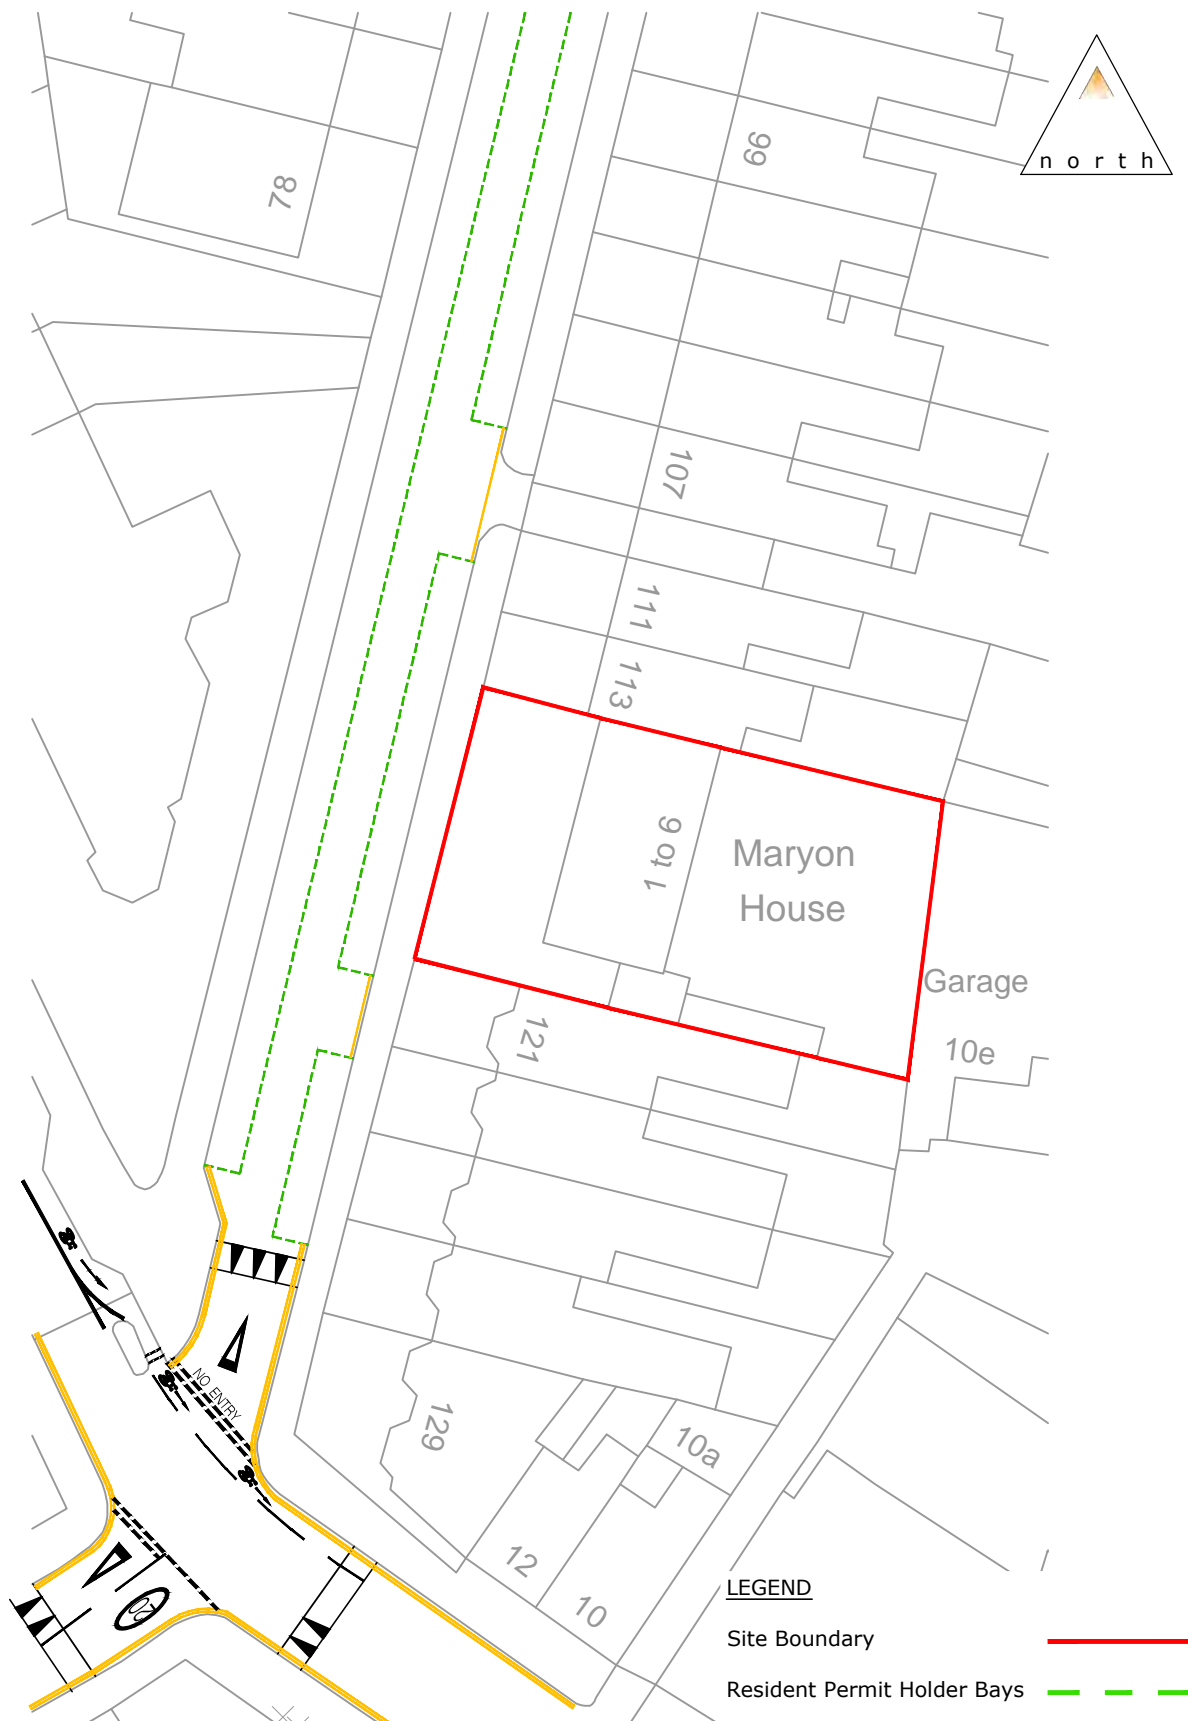 north
99
78
107
111
113
1 to 9
Maryon
House
Garage
121
10e
NO ENTRY
129
10a
12
10
20
LEGEND
Site Boundary
Resident Permit Holder Bays